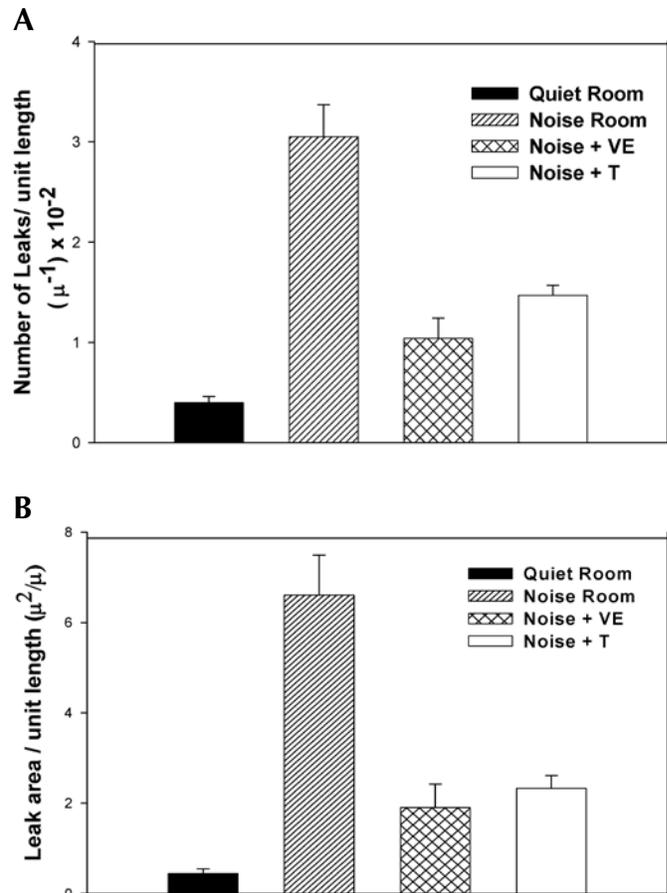 A
4
3
2
1
0
Number of Leaks/ unit length
( μ⁻¹) x 10⁻²
Quiet Room
Noise Room
Noise + VE
Noise + T
B
8
6
4
2
0
Leak area / unit length (μ²/μ)
Quiet Room
Noise Room
Noise + VE
Noise + T